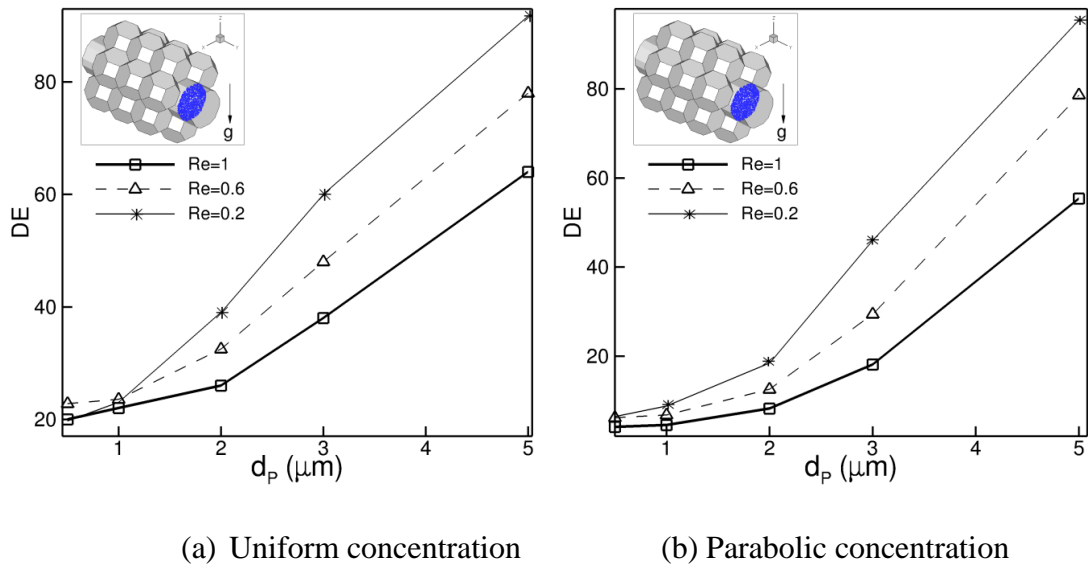 80
60
40
20
DE
Z
X
Y
g
Re=1
Re=0.6
Re=0.2
1
2
3
4
5
dP (μm)
80
60
40
20
DE
Z
X
Y
g
Re=1
Re=0.6
Re=0.2
1
2
3
4
5
dP (μm)
(a) Uniform concentration
(b) Parabolic concentration